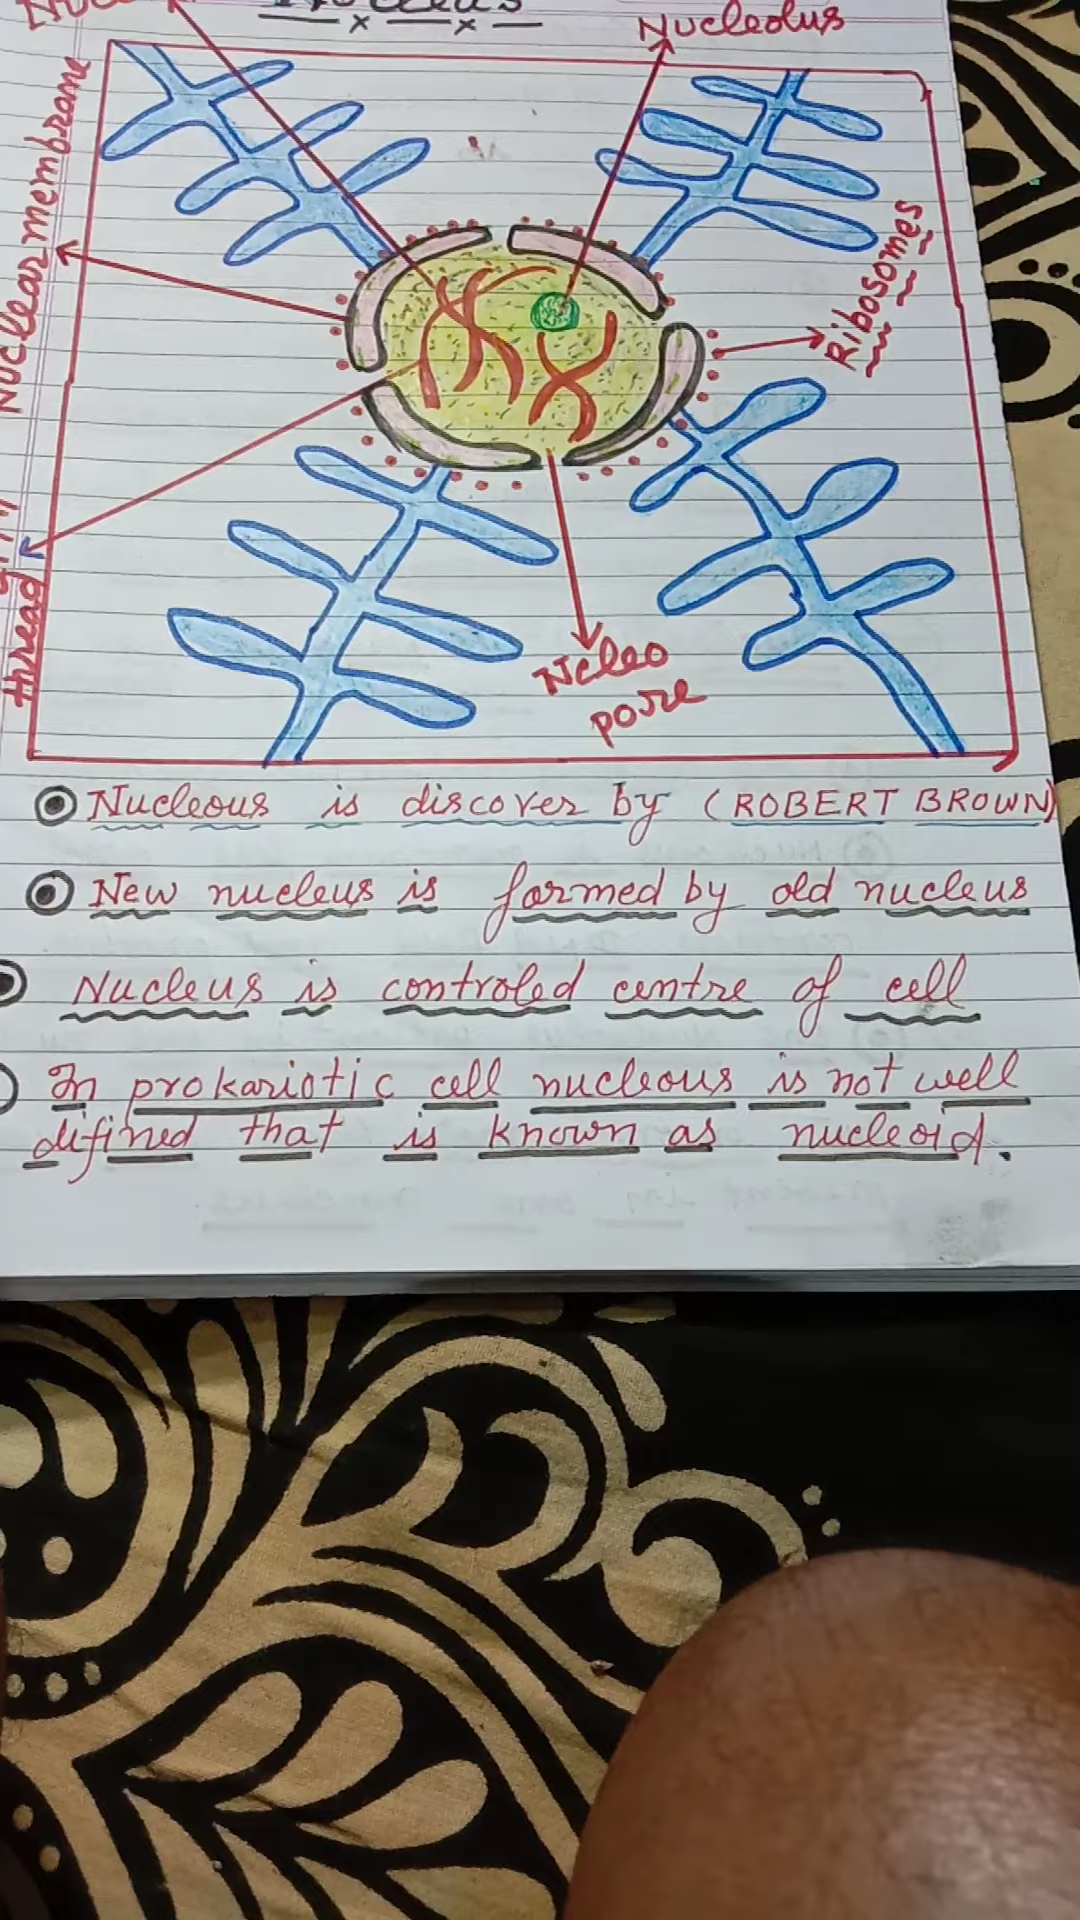 Nucleolus
Nuclear membrane
Ribosomes
thread
Ncleo
pore
Nucleous is discover by (ROBERT BROWN)
New nucleus is formed by old nucleus
Nucleus is controled centre of cell
In prokariotic cell nucleous is not well
difined that is known as nucleoid.